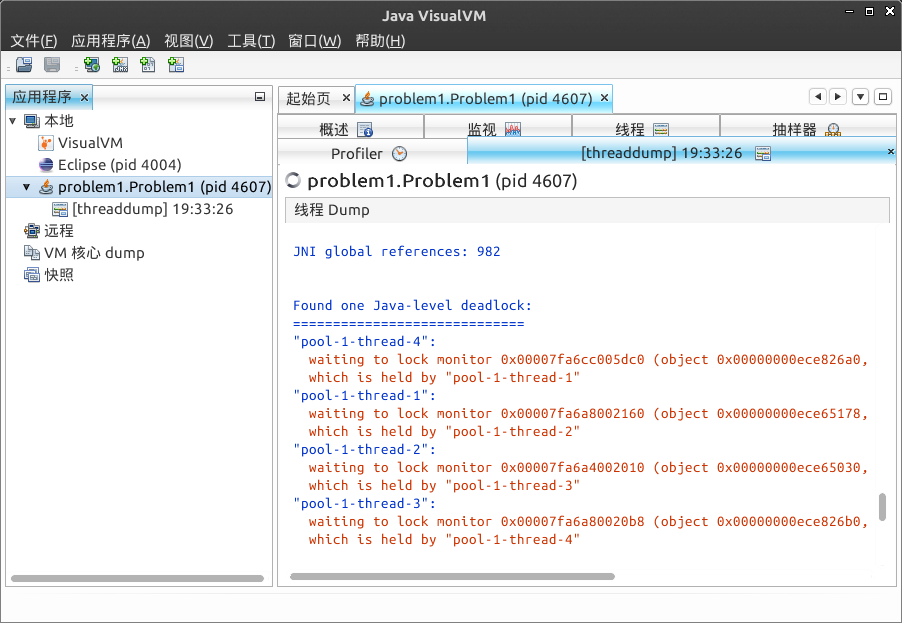 Java VisualVM
文件(F) 应用程序(A) 视图(V) 工具(T) 窗口(W) 帮助(H)
应用程序
本地
VisualVM
Eclipse (pid 4004)
problem1.Problem1 (pid 4607)
[threaddump] 19:33:26
远程
VM 核心 dump
快照
起始页 problem1.Problem1 (pid 4607)
概述 监视 线程 抽样器
Profiler [threaddump] 19:33:26
problem1.Problem1 (pid 4607)
线程 Dump
JNI global references: 982
Found one Java-level deadlock:
=============================
"pool-1-thread-4":
waiting to lock monitor 0x00007fa6cc005dc0 (object 0x00000000ece826a0,
which is held by "pool-1-thread-1"
"pool-1-thread-1":
waiting to lock monitor 0x00007fa6a8002160 (object 0x00000000ece65178,
which is held by "pool-1-thread-2"
"pool-1-thread-2":
waiting to lock monitor 0x00007fa6a4002010 (object 0x00000000ece65030,
which is held by "pool-1-thread-3"
"pool-1-thread-3":
waiting to lock monitor 0x00007fa6a80020b8 (object 0x00000000ece826b0,
which is held by "pool-1-thread-4"